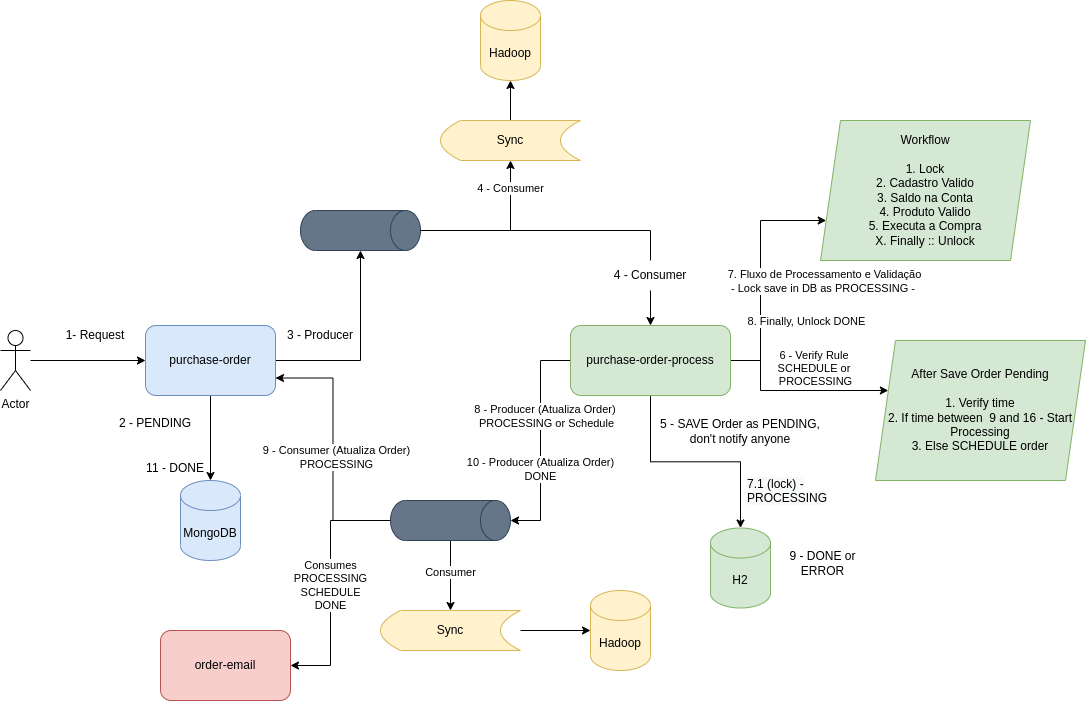 Hadoop
Sync
4 - Consumer
Workflow
1. Lock
2. Cadastro Valido
3. Saldo na Conta
4. Produto Valido
5. Executa a Compra
X. Finally :: Unlock
4 - Consumer
7. Fluxo de Processamento e Validação
- Lock save in DB as PROCESSING -
8. Finally, Unlock DONE
1- Request
3 - Producer
Actor
purchase-order
purchase-order-process
6 - Verify Rule
SCHEDULE or
PROCESSING
After Save Order Pending
1. Verify time
2. If time between  9 and 16 - Start
Processing
3. Else SCHEDULE order
2 - PENDING
11 - DONE
MongoDB
9 - Consumer (Atualiza Order)
PROCESSING
8 - Producer (Atualiza Order)
PROCESSING or Schedule
10 - Producer (Atualiza Order)
DONE
5 - SAVE Order as PENDING,
don't notify anyone
7.1 (lock) -
PROCESSING
H2
9 - DONE or
ERROR
Consumes
PROCESSING
SCHEDULE
DONE
Consumer
Sync
Hadoop
order-email